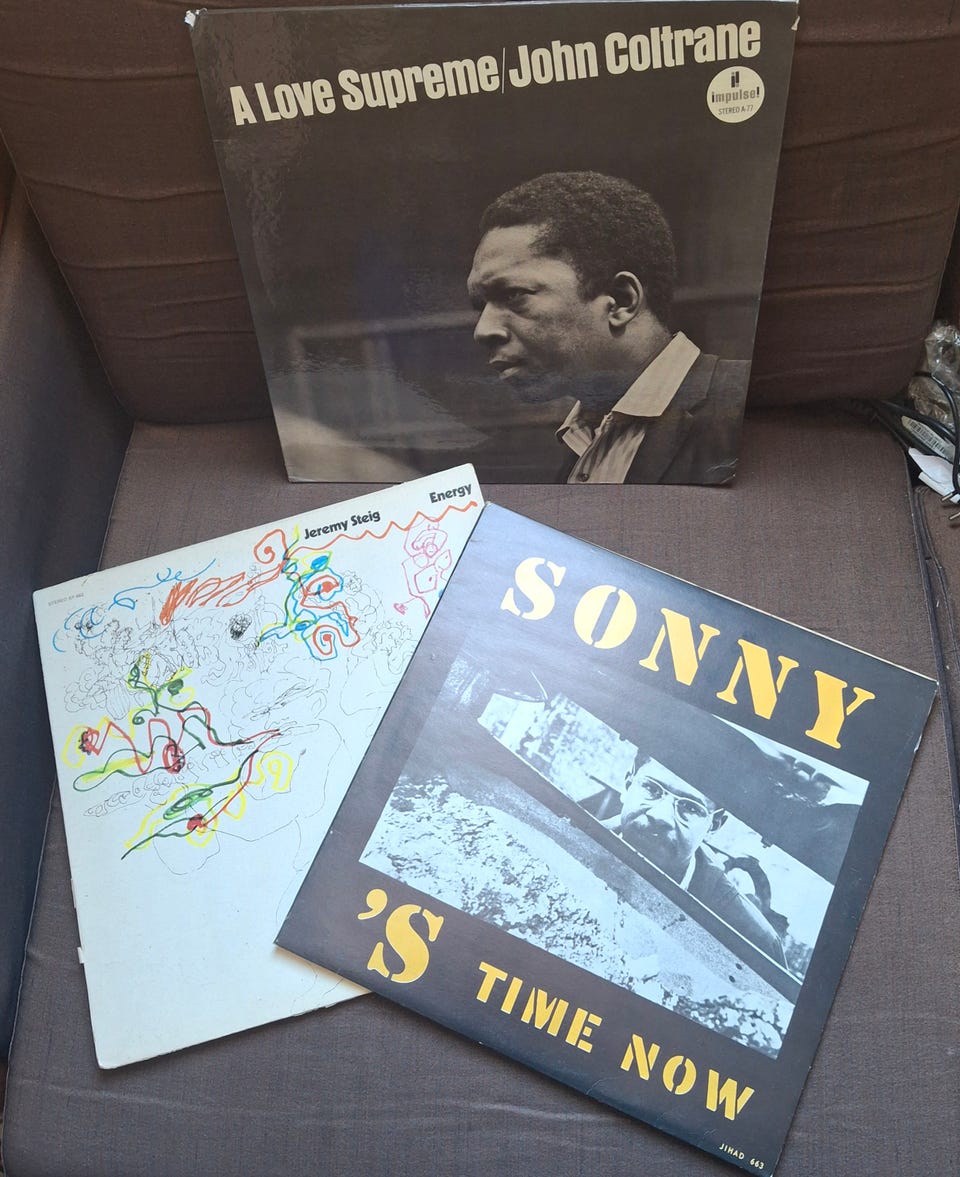 A Love Supreme/John Coltrane
impulse!
STEREO A-77
Energy
Jeremy Steig
SONNY
'S TIME NOW
JIHAD 663